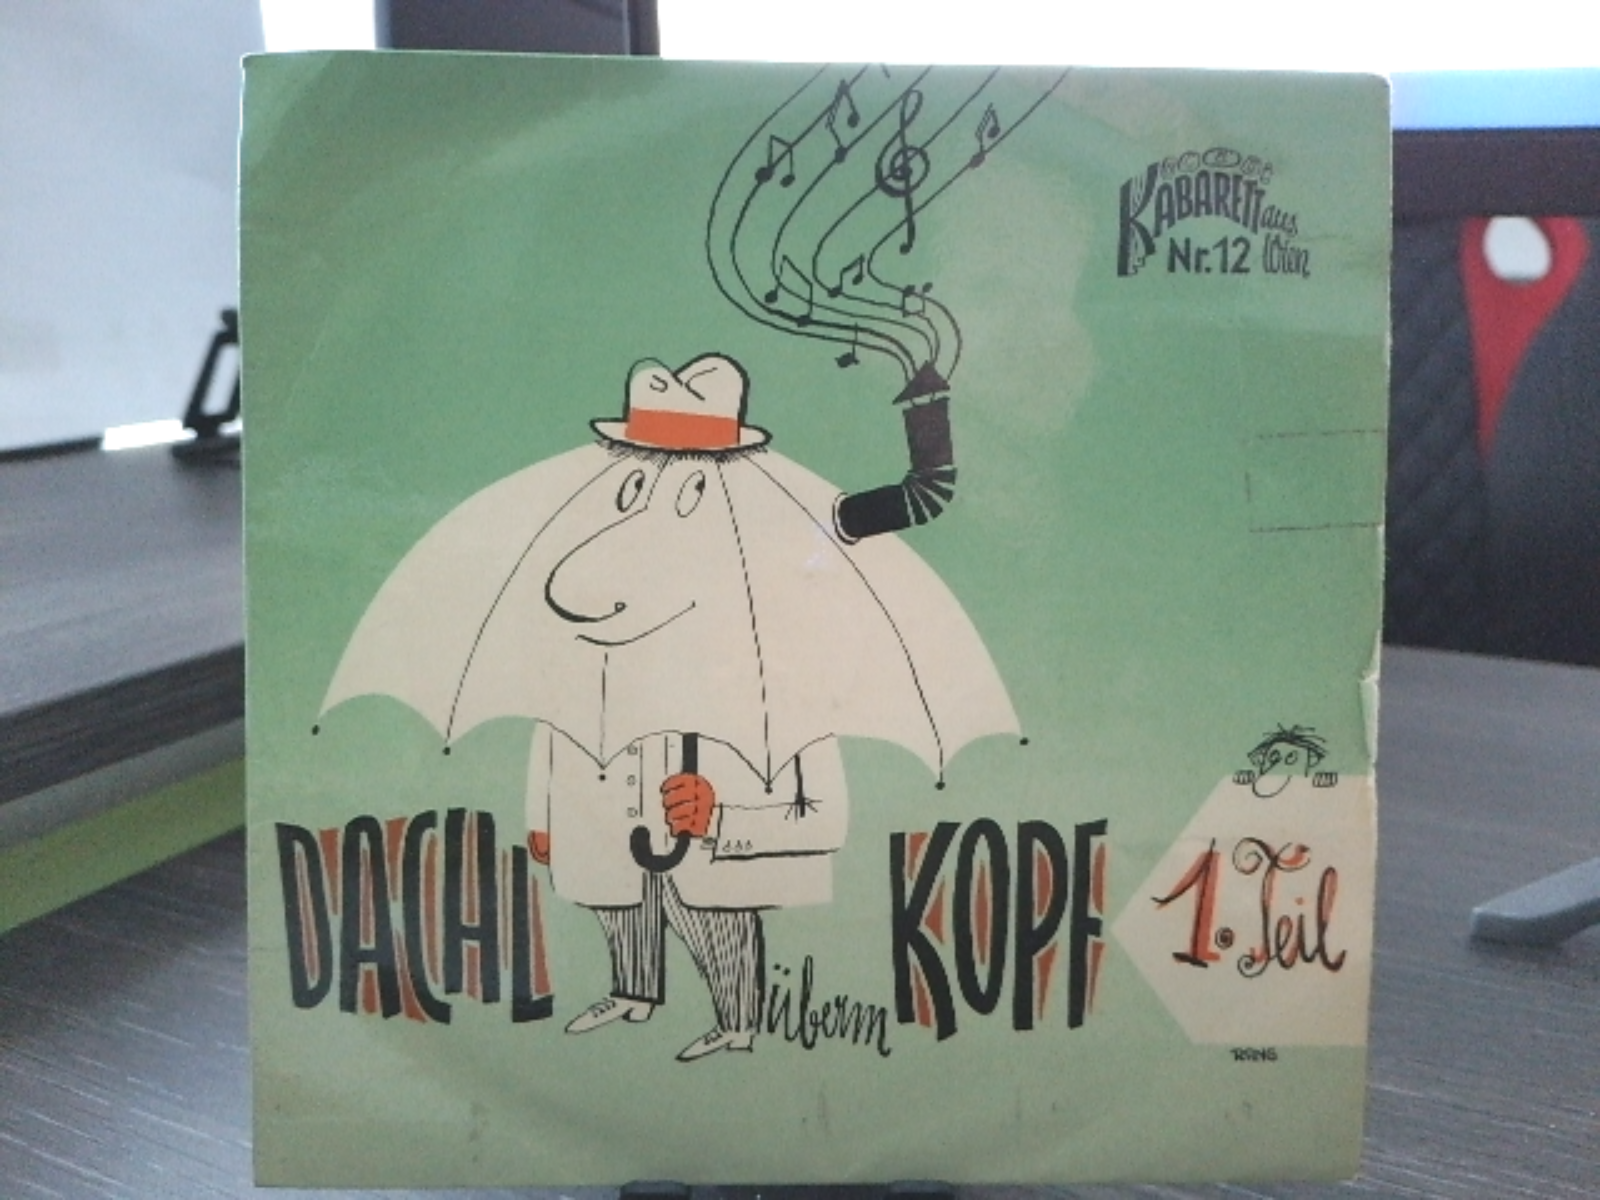 KABARETT aus
Nr. 12 Wien
DACHL überm KOPF
1. Teil
RANG